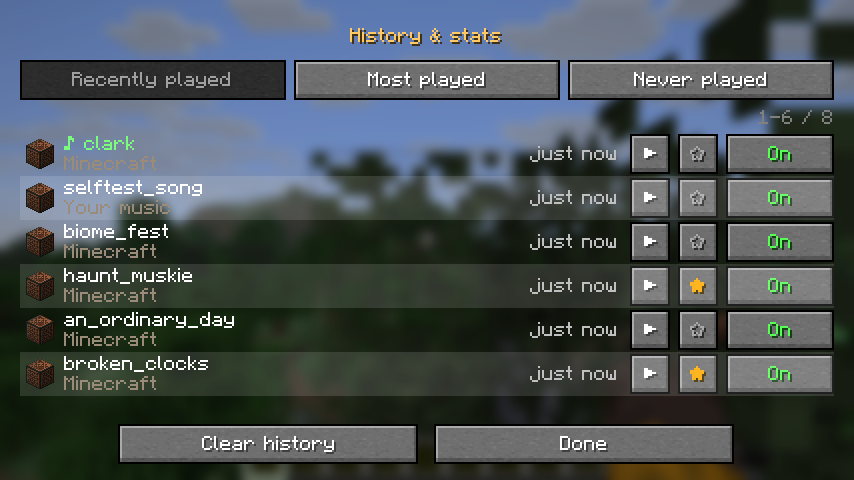 History & stats
Recently played
Most played
Never played
1-6 / 8
♪ clark
Minecraft
just now
On
selftest_song
Your music
just now
On
biome_fest
Minecraft
just now
On
haunt_muskie
Minecraft
just now
On
an_ordinary_day
Minecraft
just now
On
broken_clocks
Minecraft
just now
On
Clear history
Done